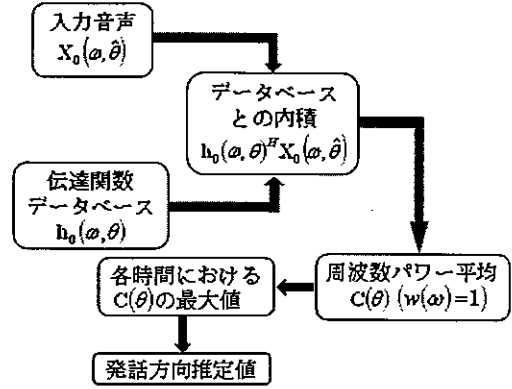 入力音声
X₀(ω,θ̂)
データベース
との内積
h₀(ω,θ)ᴴX₀(ω,θ̂)
伝達関数
データベース
h₀(ω,θ)
周波数パワー平均
C(θ) (w(ω)=1)
各時間における
C(θ)の最大値
発話方向推定値